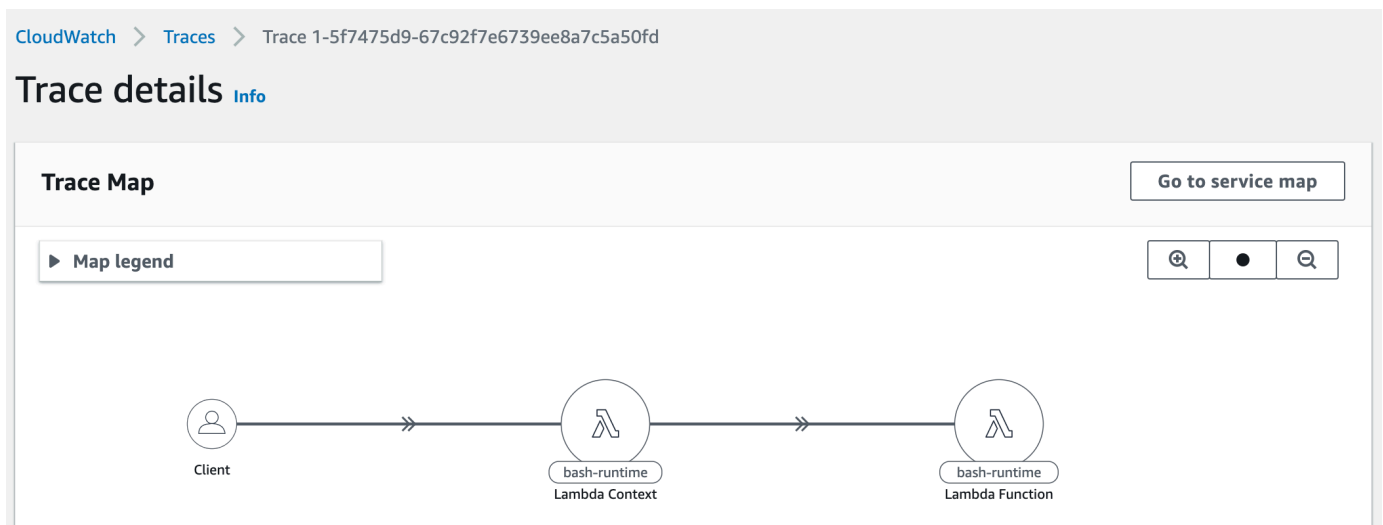 CloudWatch > Traces > Trace 1-5f7475d9-67c92f7e6739ee8a7c5a50fd
Trace details Info
Trace Map
Go to service map
Map legend
Client
bash-runtime
Lambda Context
bash-runtime
Lambda Function